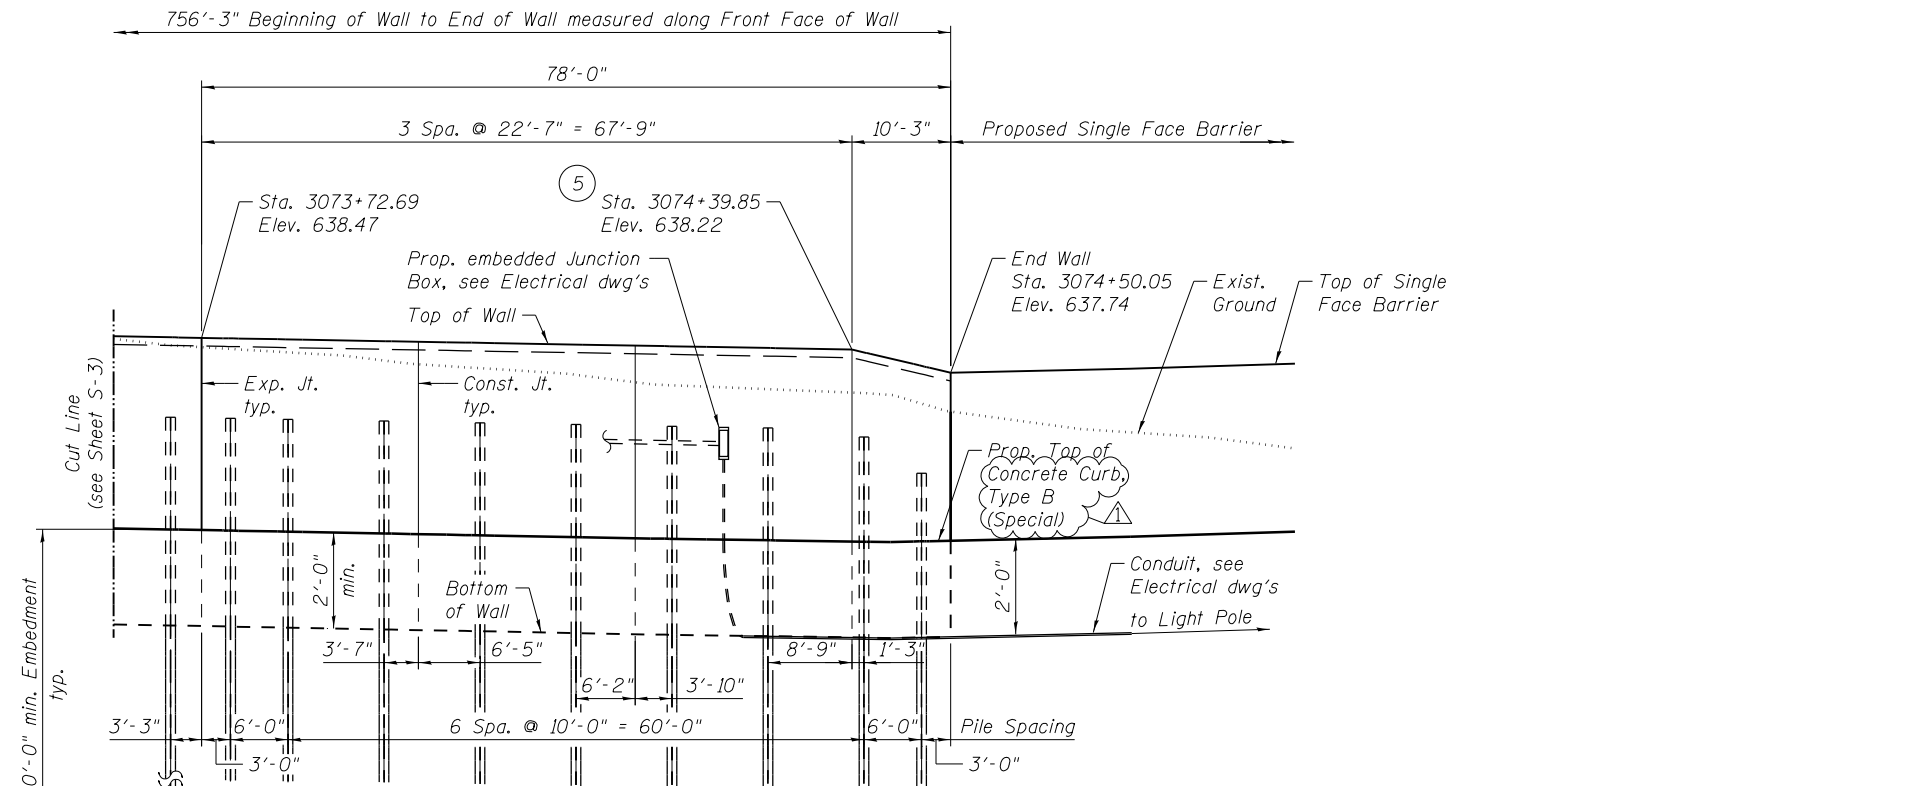 756'-3" Beginning of Wall to End of Wall measured along Front Face of Wall
78'-0"
3 Spa. @ 22'-7" = 67'-9"
10'-3"
Proposed Single Face Barrier
5
Sta. 3073+72.69
Elev. 638.47
Sta. 3074+39.85
Elev. 638.22
Prop. embedded Junction
Box, see Electrical dwg's
Top of Wall
End Wall
Sta. 3074+50.05
Elev. 637.74
Exist.
Ground
Top of Single
Face Barrier
Cut Line
(see Sheet S-3)
Exp. Jt.
typ.
Const. Jt.
typ.
Prop. Top of
Concrete Curb,
Type B
(Special)
1
2'-0"
min.
Bottom
of Wall
2'-0"
Conduit, see
Electrical dwg's
to Light Pole
0'-0" min. Embedment
typ.
3'-7"
6'-5"
8'-9"
1'-3"
6'-2"
3'-10"
3'-3"
6'-0"
6 Spa. @ 10'-0" = 60'-0"
6'-0"
Pile Spacing
3'-0"
3'-0"